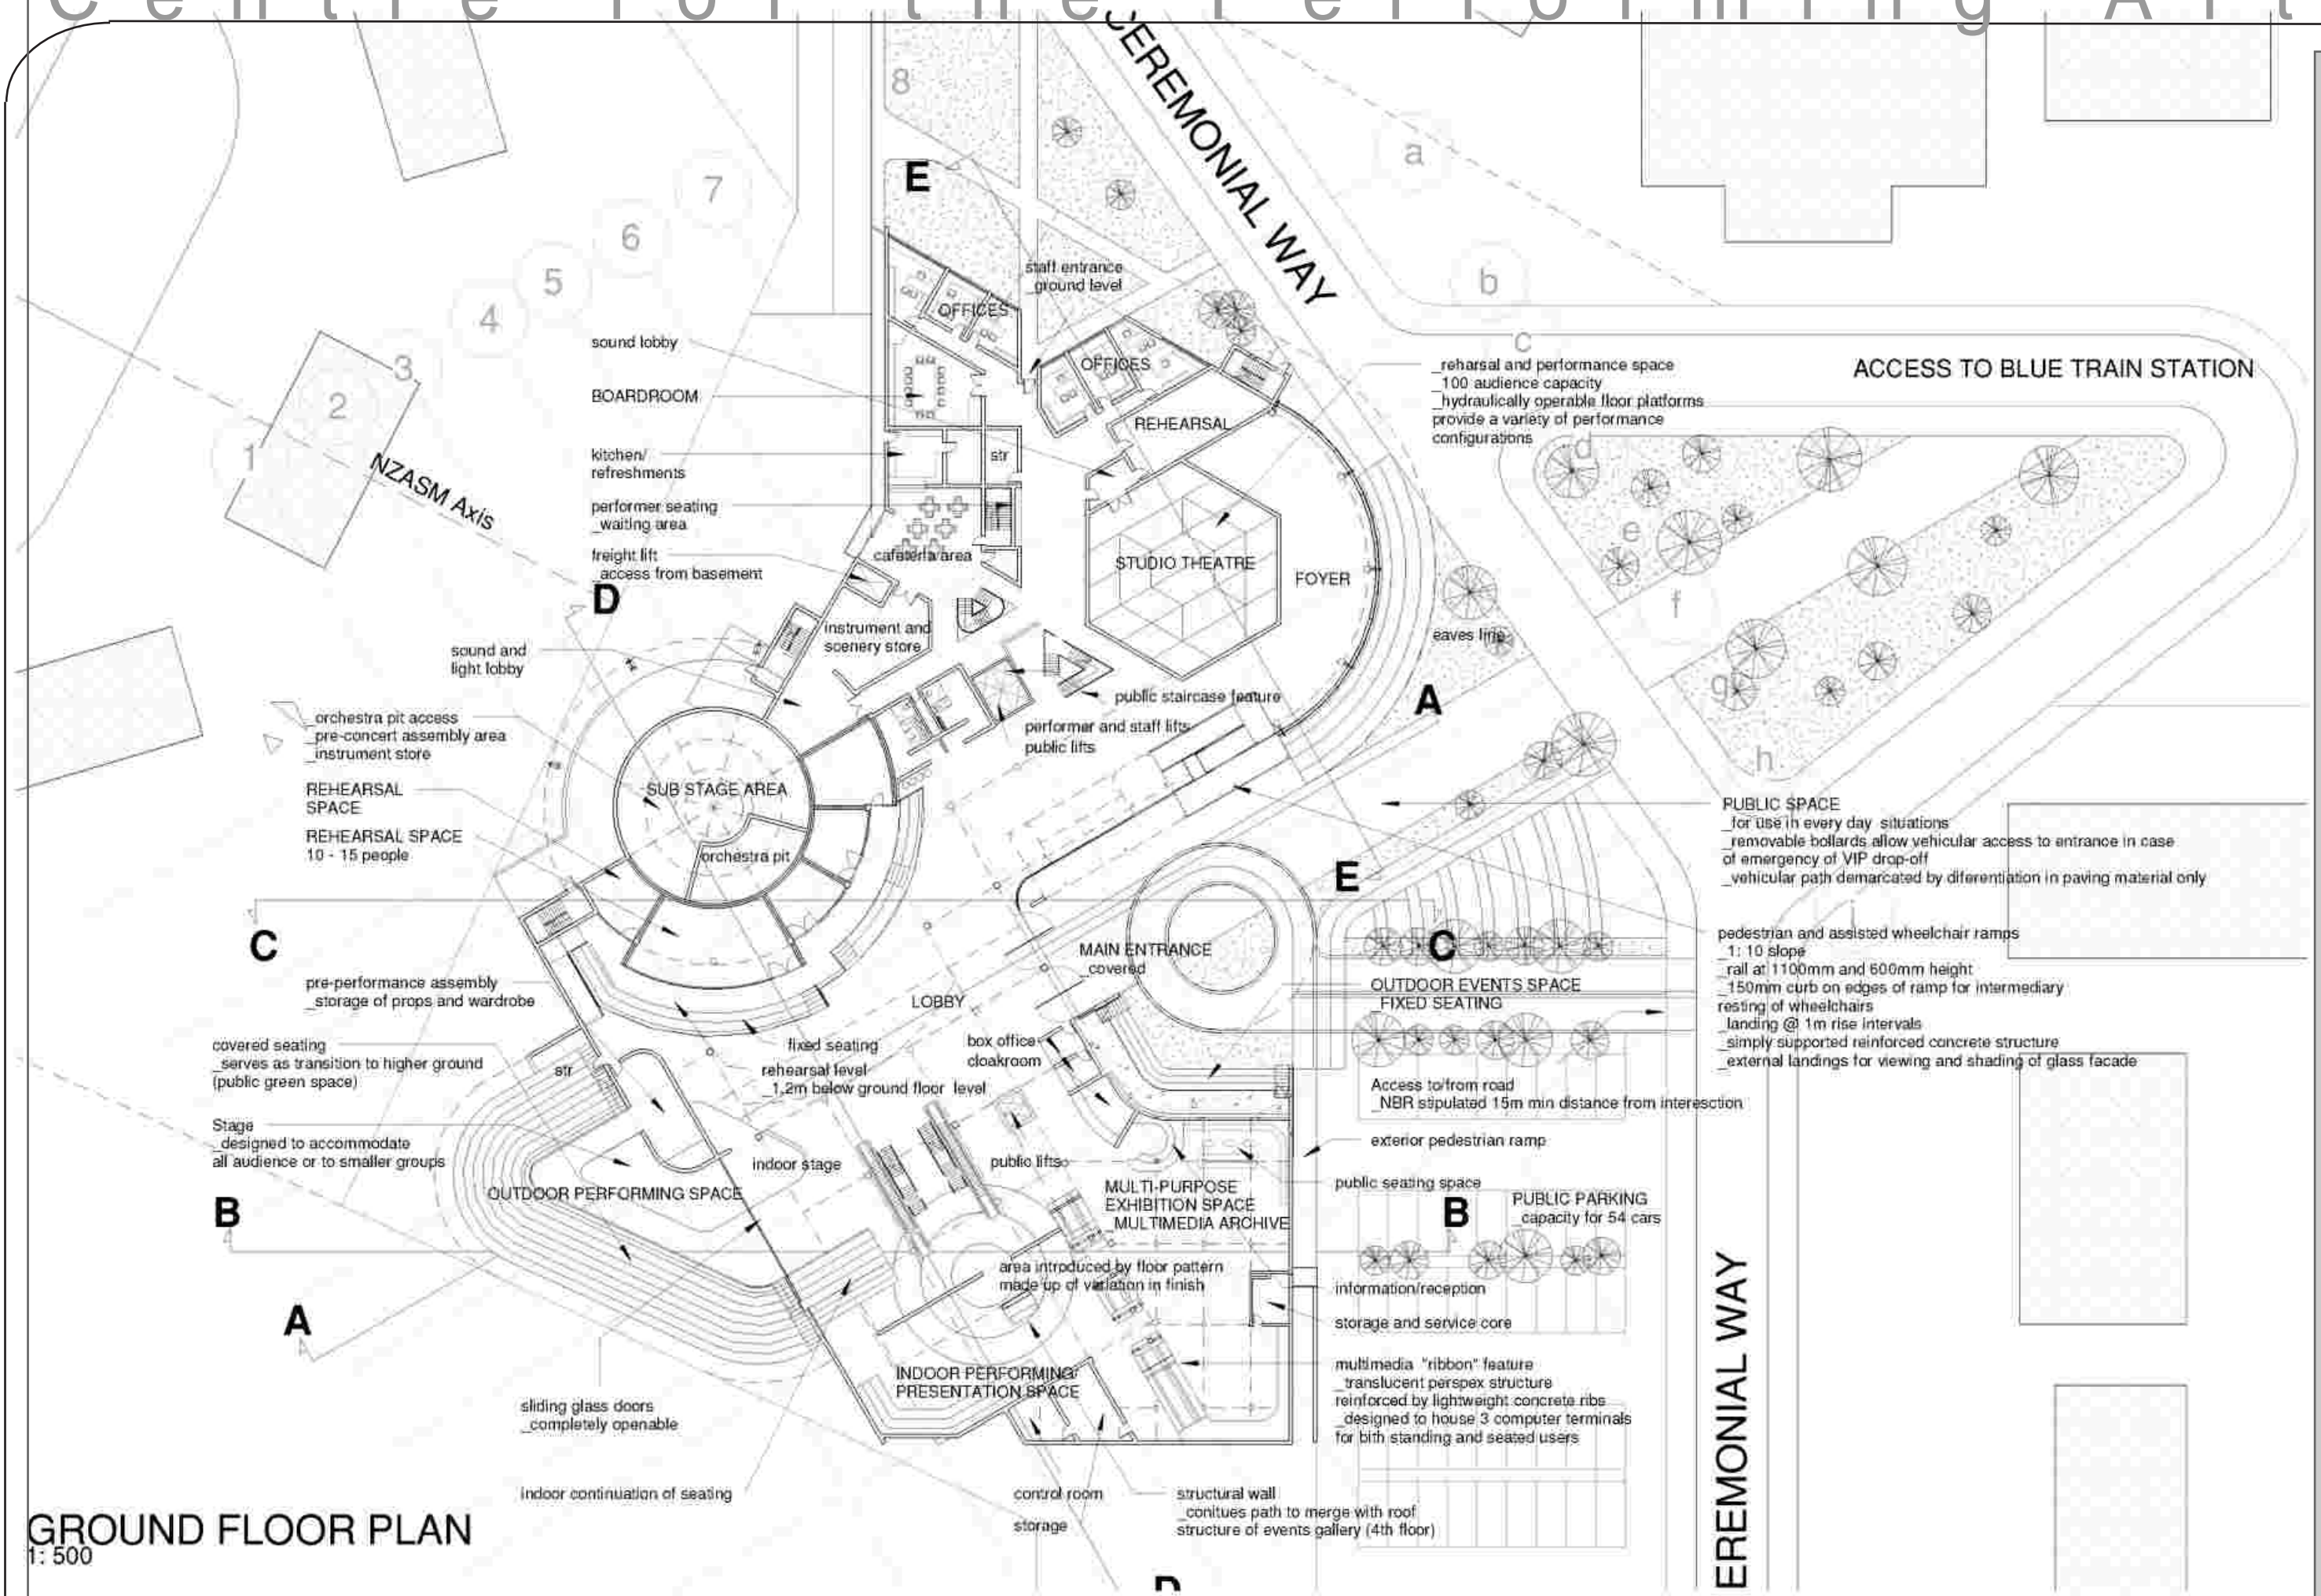 Centre for the Performing Art
CEREMONIAL WAY
8
a
E
7
6
b
5
staff entrance
_ground level
4
OFFICES
sound lobby
c
3
OFFICES
_reharsal and performance space
_100 audience capacity
_hydraulically operable floor platforms
provide a variety of performance
configurations
ACCESS TO BLUE TRAIN STATION
BOARDROOM
2
REHEARSAL
1
NZASM Axis
kitchen/
refreshments
str
d
performer seating
_waiting area
e
freight lift
_access from basement
cafeteria area
STUDIO THEATRE
FOYER
D
f
instrument and
scenery store
eaves line
sound and
light lobby
g
public staircase feature
A
_orchestra pit access
_pre-concert assembly area
_instrument store
performer and staff lifts
public lifts
h
REHEARSAL
SPACE
SUB STAGE AREA
PUBLIC SPACE
_for use in every day situations
_removable bollards allow vehicular access to entrance in case
of emergency of VIP drop-off
_vehicular path demarcated by diferentiation in paving material only
REHEARSAL SPACE
10 - 15 people
orchestra pit
E
i
C
MAIN ENTRANCE
_covered
C
pedestrian and assisted wheelchair ramps
_1: 10 slope
_rail at 1100mm and 600mm height
_150mm curb on edges of ramp for intermediary
resting of wheelchairs
_landing @ 1m rise intervals
_simply supported reinforced concrete structure
_external landings for viewing and shading of glass facade
pre-performance assembly
_storage of props and wardrobe
LOBBY
OUTDOOR EVENTS SPACE
_FIXED SEATING
covered seating
_serves as transition to higher ground
(public green space)
fixed seating
box office
cloakroom
str
rehearsal level
_1,2m below ground floor level
Access to/from road
_NBR stipulated 15m min distance from interesction
Stage
_designed to accommodate
all audience or to smaller groups
exterior pedestrian ramp
indoor stage
public lifts
public seating space
OUTDOOR PERFORMING SPACE
MULTI-PURPOSE
EXHIBITION SPACE
_MULTIMEDIA ARCHIVE
B
B
PUBLIC PARKING
_capacity for 54 cars
area introduced by floor pattern
made up of variation in finish
information/reception
A
storage and service core
INDOOR PERFORMING/
PRESENTATION SPACE
multimedia "ribbon" feature
_translucent perspex structure
reinforced by lightweight concrete ribs
_designed to house 3 computer terminals
for bith standing and seated users
sliding glass doors
_completely openable
EREMONIAL WAY
indoor continuation of seating
control room
structural wall
_conitues path to merge with roof
structure of events gallery (4th floor)
storage
GROUND FLOOR PLAN
1: 500